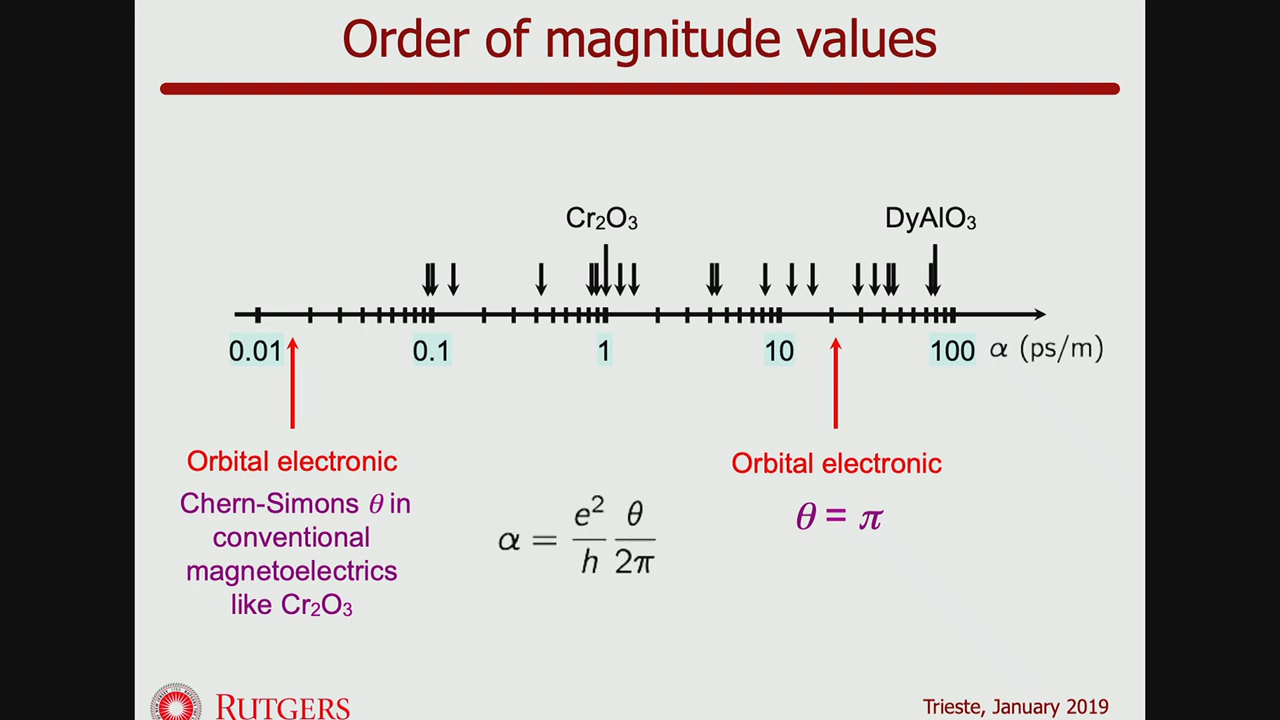 Order of magnitude values
Cr₂O₃ DyAlO₃
0.01 0.1 1 10 100 α (ps/m)
Orbital electronic
Chern-Simons θ in
conventional
magnetoelectrics
like Cr₂O₃
α = e²/h θ/2π
Orbital electronic
θ = π
RUTGERS
Trieste, January 2019